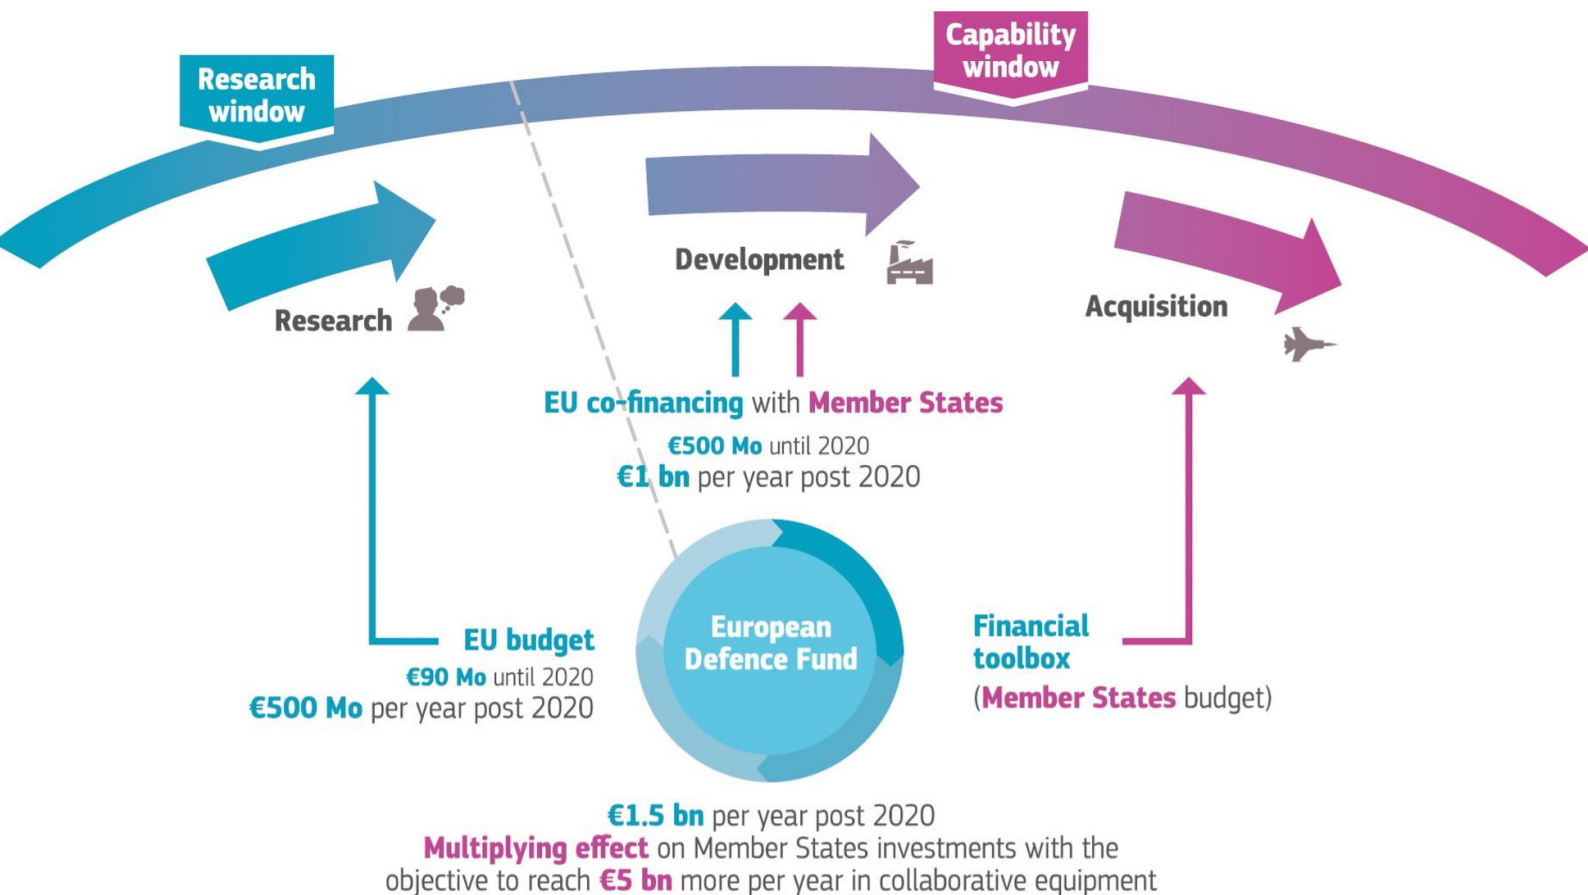 Research
window
Capability
window
Research
Development
Acquisition
EU co-financing with Member States
€500 Mo until 2020
€1 bn per year post 2020
EU budget
€90 Mo until 2020
€500 Mo per year post 2020
European
Defence Fund
Financial
toolbox
(Member States budget)
€1.5 bn per year post 2020
Multiplying effect on Member States investments with the
objective to reach €5 bn more per year in collaborative equipment